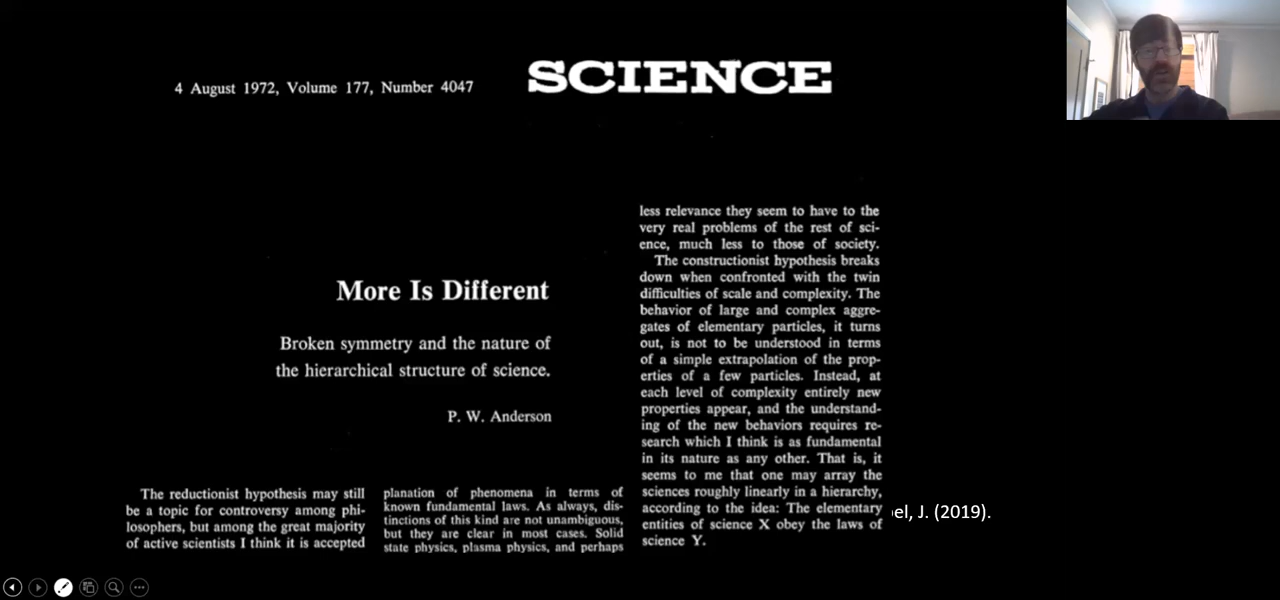 4 August 1972, Volume 177, Number 4047
SCIENCE
More Is Different
Broken symmetry and the nature of
the hierarchical structure of science.
P. W. Anderson
The reductionist hypothesis may still
be a topic for controversy among phi-
losophers, but among the great majority
of active scientists I think it is accepted
planation of phenomena in terms of
known fundamental laws. As always, dis-
tinctions of this kind are not unambiguous,
but they are clear in most cases. Solid
state physics, plasma physics, and perhaps
less relevance they seem to have to the
very real problems of the rest of sci-
ence, much less to those of society.
The constructionist hypothesis breaks
down when confronted with the twin
difficulties of scale and complexity. The
behavior of large and complex aggre-
gates of elementary particles, it turns
out, is not to be understood in terms
of a simple extrapolation of the prop-
erties of a few particles. Instead, at
each level of complexity entirely new
properties appear, and the understand-
ing of the new behaviors requires re-
search which I think is as fundamental
in its nature as any other. That is, it
seems to me that one may array the
sciences roughly linearly in a hierarchy,
according to the idea: The elementary
entities of science X obey the laws of
science Y.
J. (2019).